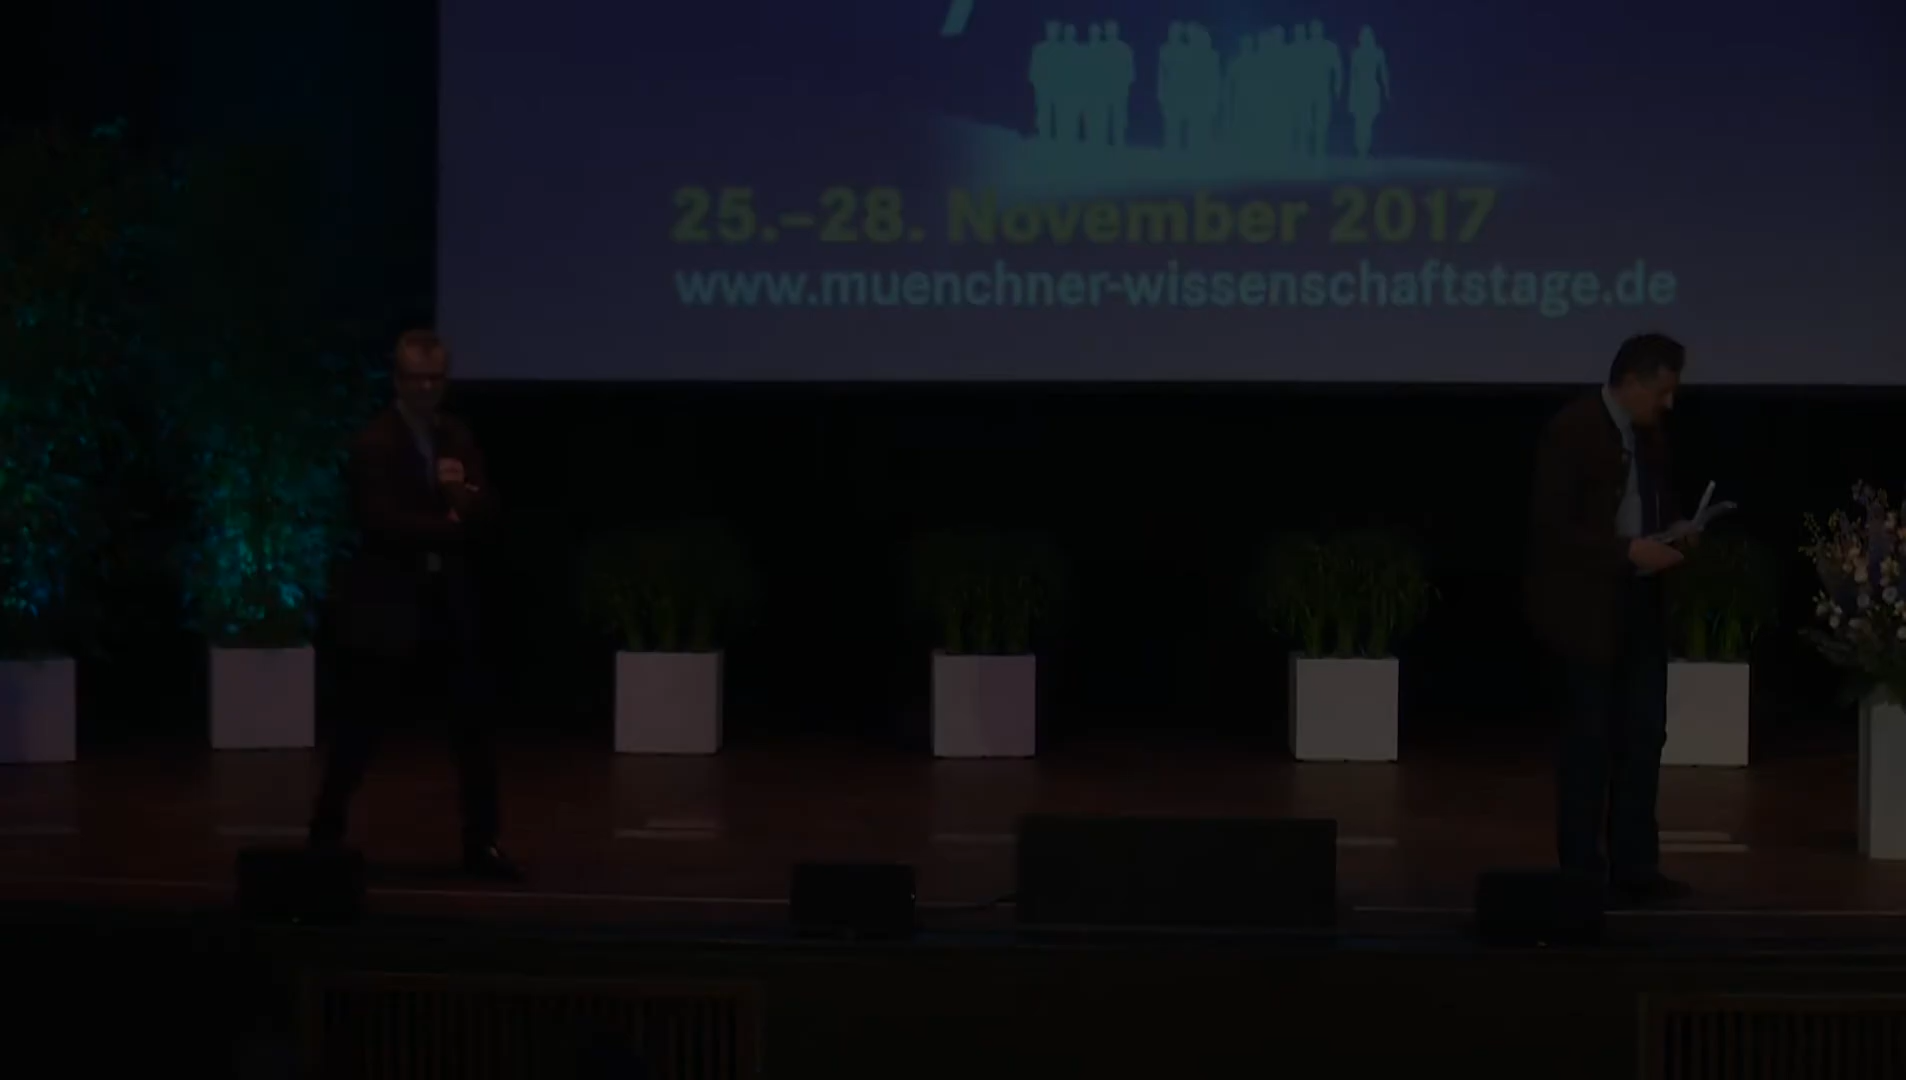 25.–28. November 2017
www.muenchner-wissenschaftstage.de